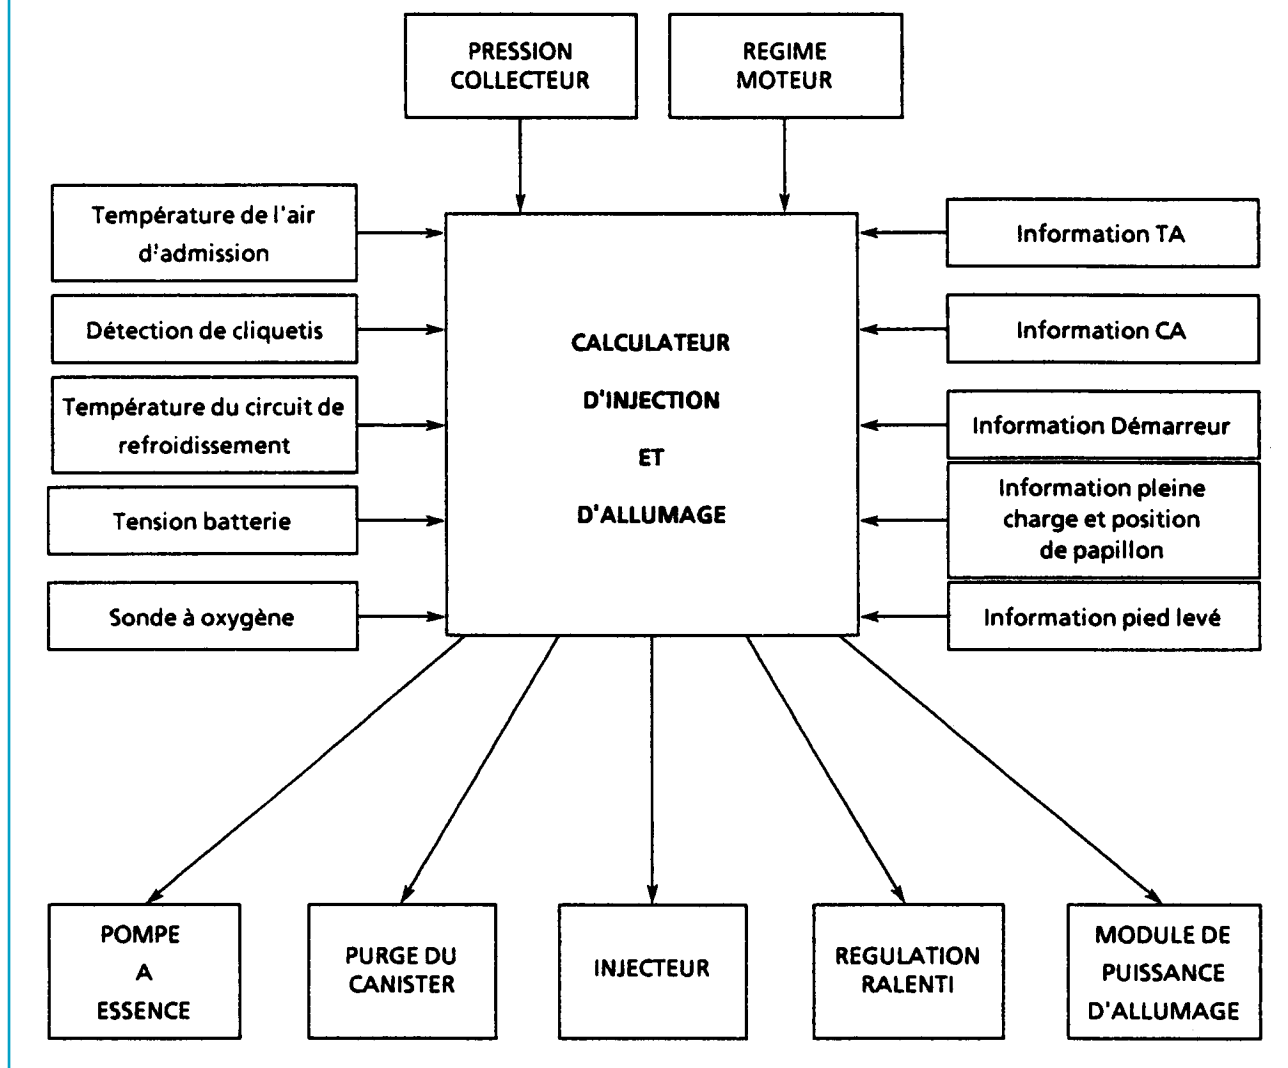 PRESSION
COLLECTEUR
REGIME
MOTEUR
Température de l'air
d'admission
Détection de cliquetis
Température du circuit de
refroidissement
Tension batterie
Sonde à oxygène
CALCULATEUR
D'INJECTION
ET
D'ALLUMAGE
Information TA
Information CA
Information Démarreur
Information pleine
charge et position
de papillon
Information pied levé
POMPE
A
ESSENCE
PURGE DU
CANISTER
INJECTEUR
REGULATION
RALENTI
MODULE DE
PUISSANCE
D'ALLUMAGE